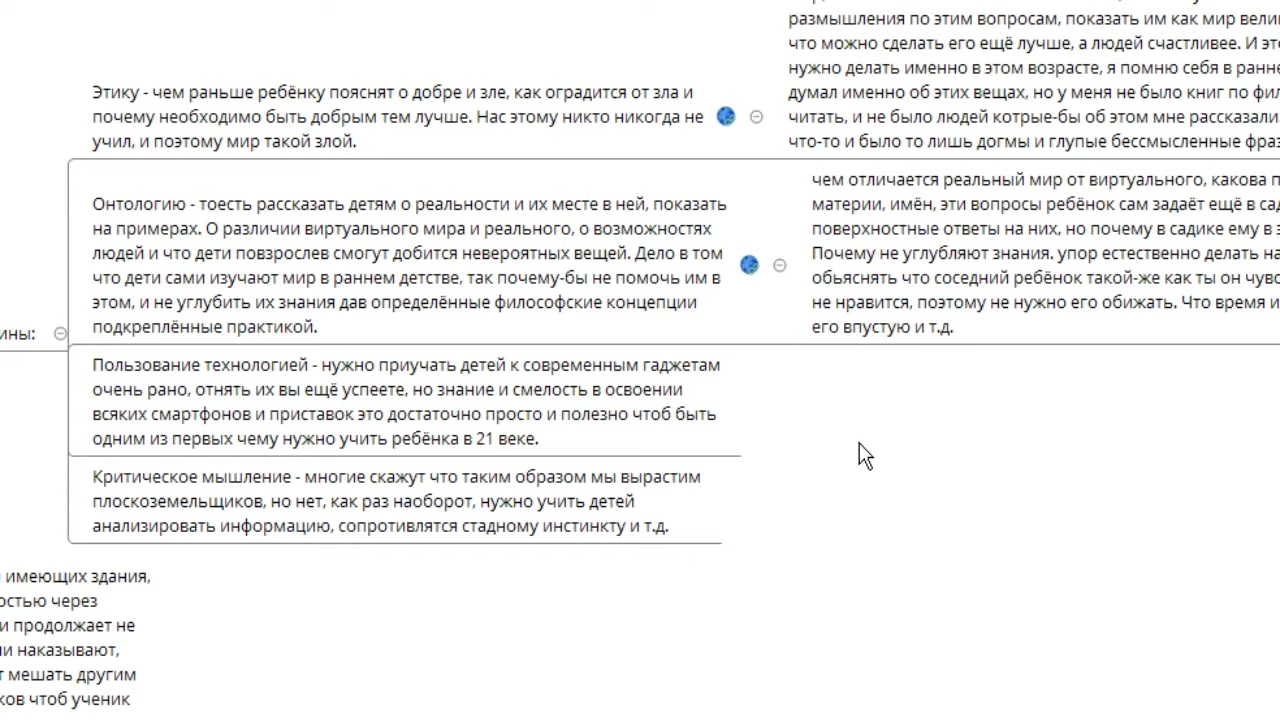 размышления по этим вопросам, показать им как мир
что можно сделать его ещё лучше, а людей счастливее. И
нужно делать именно в этом возрасте, я помню себя в
думал именно об этих вещах, но у меня не было книг по
читать, и не было людей котрые-бы об этом мне рассказали
что-то и было то лишь догмы и глупые бессмысленные
Этику - чем раньше ребёнку пояснят о добре и зле, как оградится от зла и
почему необходимо быть добрым тем лучше. Нас этому никто никогда не
учил, и поэтому мир такой злой.
Онтологию - тоесть рассказать детям о реальности и их месте в ней, показать
на примерах. О различии виртуального мира и реального, о возможностях
людей и что дети повзрослев смогут добится невероятных вещей. Дело в том
что дети сами изучают мир в раннем детстве, так почему-бы не помочь им в
этом, и не углубить их знания дав определённые философские концепции
подкреплённые практикой.
чем отличается реальный мир от виртуального, какова
материи, имён, эти вопросы ребёнок сам задаёт ещё в
поверхностные ответы на них, но почему в садике ему в
Почему не углубляют знания. упор естественно делать
обьяснять что соседний ребёнок такой-же как ты он
не нравится, поэтому не нужно его обижать. Что время и
его впустую и т.д.
ины:
Пользование технологией - нужно приучать детей к современным гаджетам
очень рано, отнять их вы ещё успеете, но знание и смелость в освоении
всяких смартфонов и приставок это достаточно просто и полезно чтоб быть
одним из первых чему нужно учить ребёнка в 21 веке.
Критическое мышление - многие скажут что таким образом мы вырастим
плоскоземельщиков, но нет, как раз наоборот, нужно учить детей
анализировать информацию, сопротивлятся стадному инстинкту и т.д.
имеющих здания,
остью через
и продолжает не
ли наказывают,
т мешать другим
ков чтоб ученик